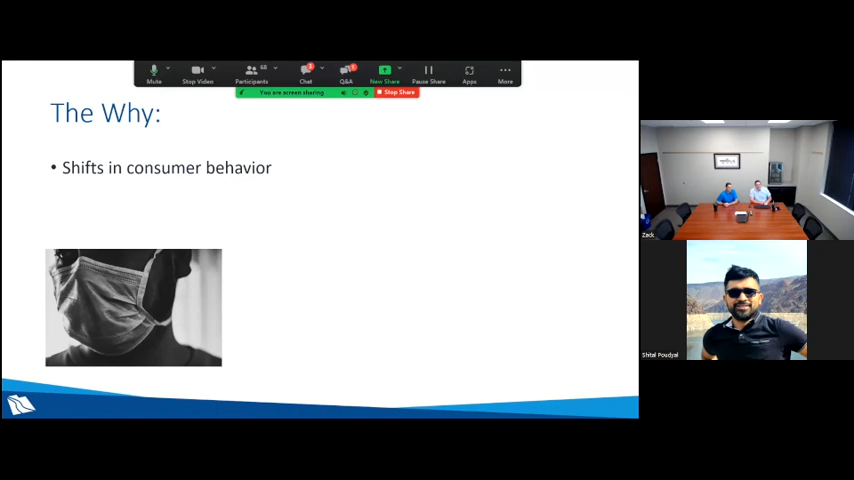 68
Mute
Stop Video
Participants
Chat
Q&A
New Share
Pause Share
Apps
More
You are screen sharing
Stop Share
The Why:
• Shifts in consumer behavior
Zack
Shital Poudyal